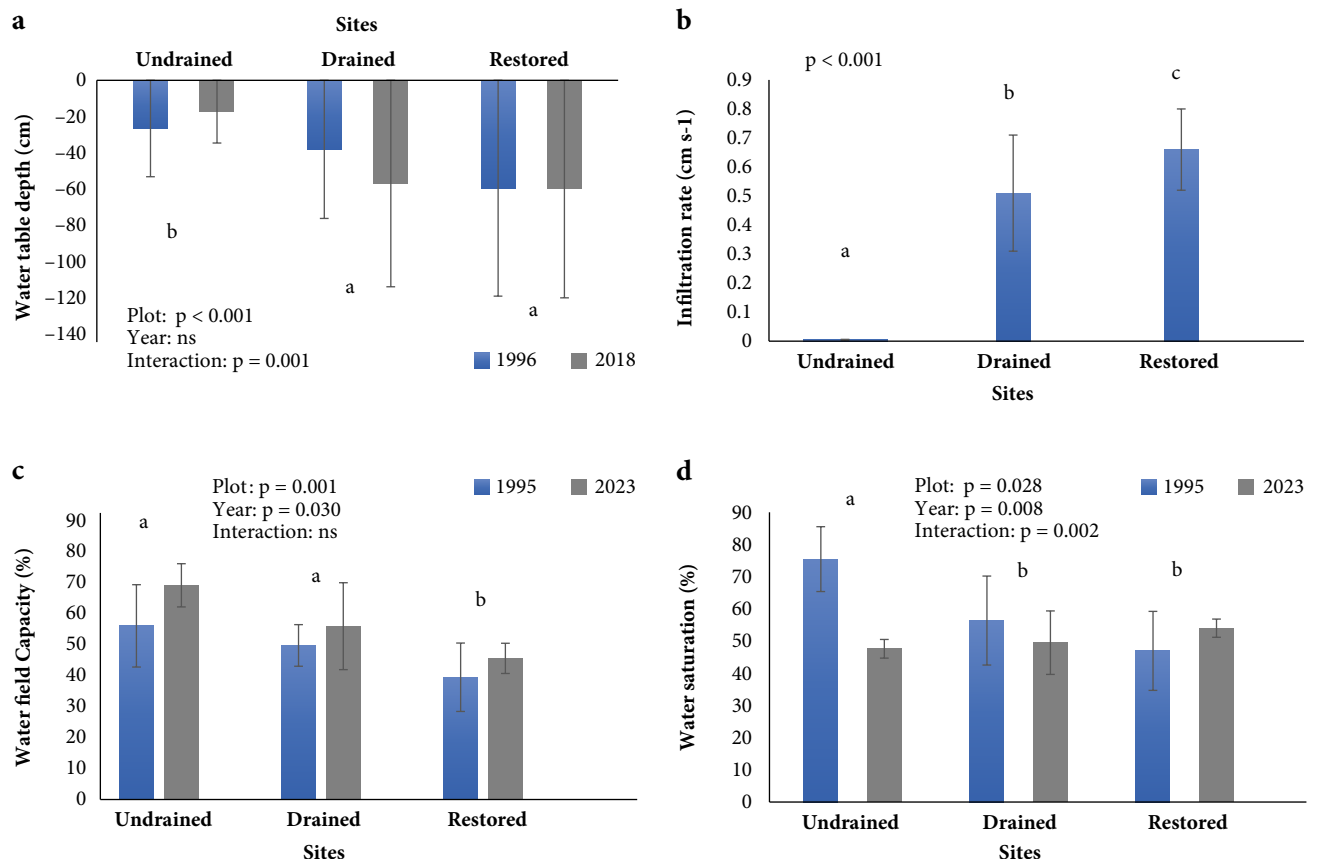 a
Sites
Undrained Drained Restored
0
–20
–40
–60
–80
–100
–120
–140
Water table depth (cm)
b
a
a
Plot: p < 0.001
Year: ns
Interaction: p = 0.001
1996 2018
b
p < 0.001
0.9
0.8
0.7
0.6
0.5
0.4
0.3
0.2
0.1
0
Infiltration rate (cm s-1)
a
b
c
Undrained Drained Restored
Sites
c
Plot: p = 0.001
Year: p = 0.030
Interaction: ns
1995 2023
90
80
70
60
50
40
30
20
10
0
Water field Capacity (%)
a
a
b
Undrained Drained Restored
Sites
d
Plot: p = 0.028
Year: p = 0.008
Interaction: p = 0.002
1995 2023
90
80
70
60
50
40
30
20
10
0
Water saturation (%)
a
b
b
Undrained Drained Restored
Sites